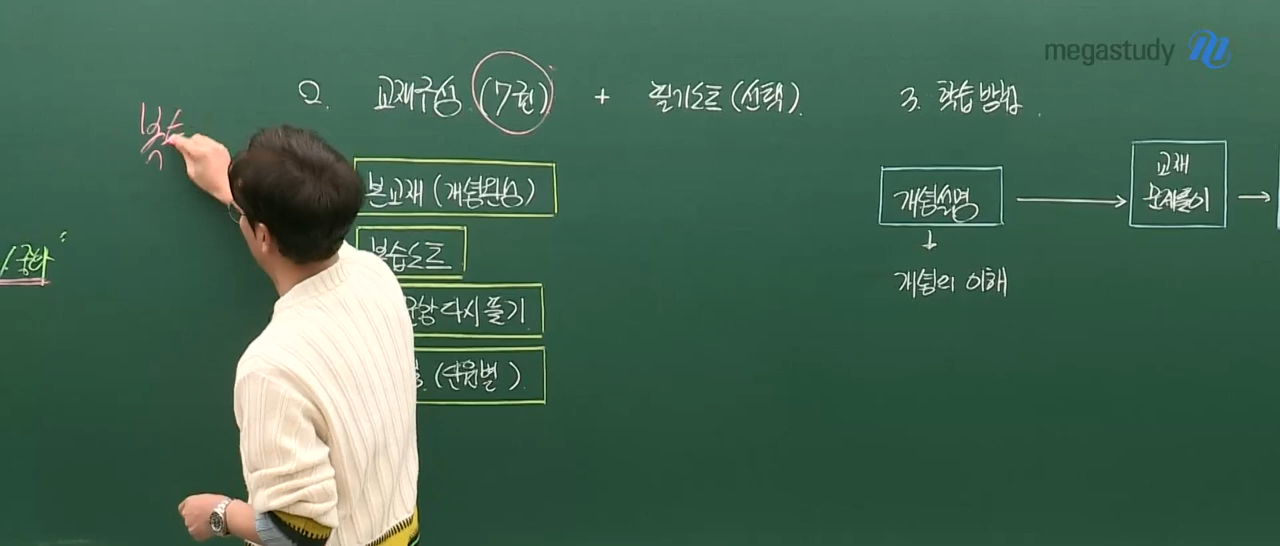 megastudy
2. 교재구성 (7권) + 필기노트 (선택).
본교재 (개념완성)
복습노트
문항 다시 풀기
(단원별).
3. 학습방법.
개념설명 → 교재 문제풀이 →
↓
개념의 이해